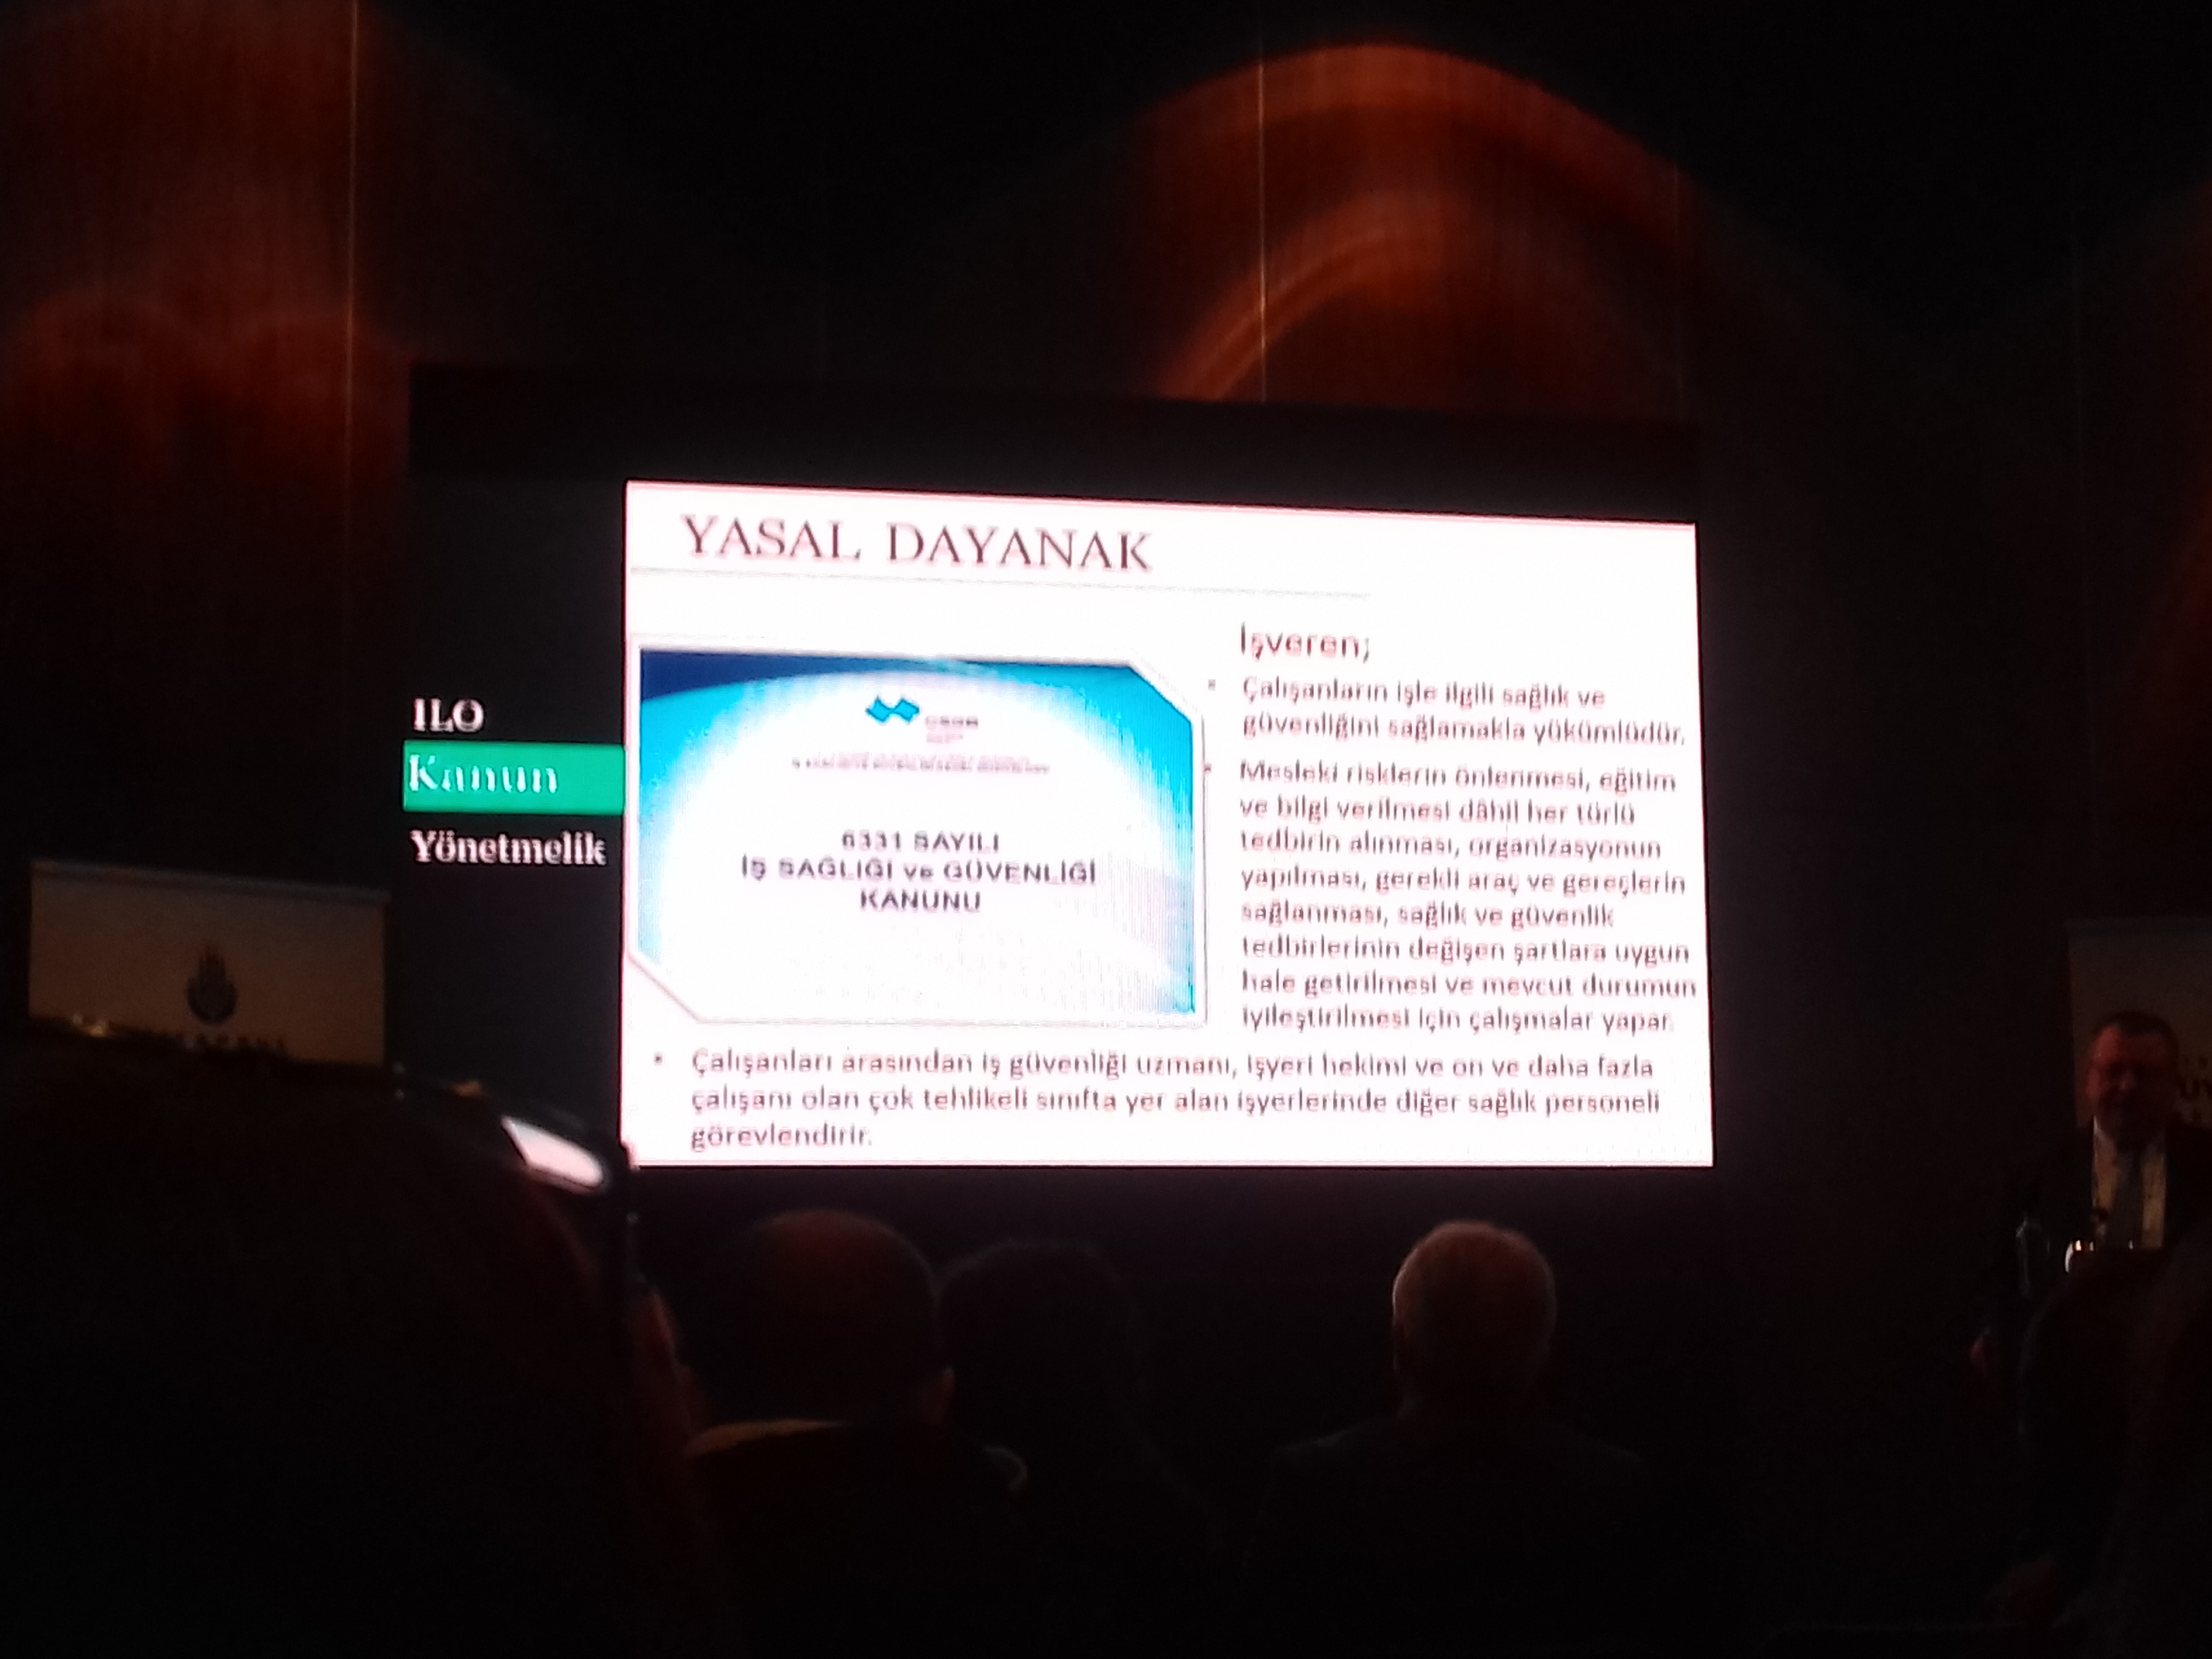 YASAL DAYANAK
ILO
Kanun
Yönetmelik
6331 SAYILI
İŞ SAĞLIĞI ve GÜVENLİĞİ
KANUNU
İşveren;
Çalışanların işle ilgili sağlık ve
güvenliğini sağlamakla yükümlüdür.
Mesleki risklerin önlenmesi, eğitim
ve bilgi verilmesi dâhil her türlü
tedbirin alınması, organizasyonun
yapılması, gerekli araç ve gereçlerin
sağlanması, sağlık ve güvenlik
tedbirlerinin değişen şartlara uygun
hale getirilmesi ve mevcut durumun
iyileştirilmesi için çalışmalar yapar.
Çalışanları arasından iş güvenliği uzmanı, işyeri hekimi ve on ve daha fazla
çalışanı olan çok tehlikeli sınıfta yer alan işyerlerinde diğer sağlık personeli
görevlendirir.